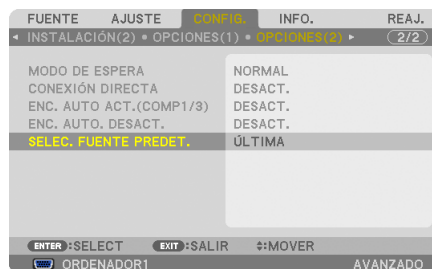 FUENTE AJUSTE CONFIG. INFO. REAJ.
◂ INSTALACIÓN(2) • OPCIONES(1) • OPCIONES(2) ▸ 2/2
MODO DE ESPERA NORMAL
CONEXIÓN DIRECTA DESACT.
ENC. AUTO ACT.(COMP1/3) DESACT.
ENC. AUTO. DESACT. DESACT.
SELEC. FUENTE PREDET. ÚLTIMA
ENTER :SELECT EXIT :SALIR :MOVER
ORDENADOR1 AVANZADO